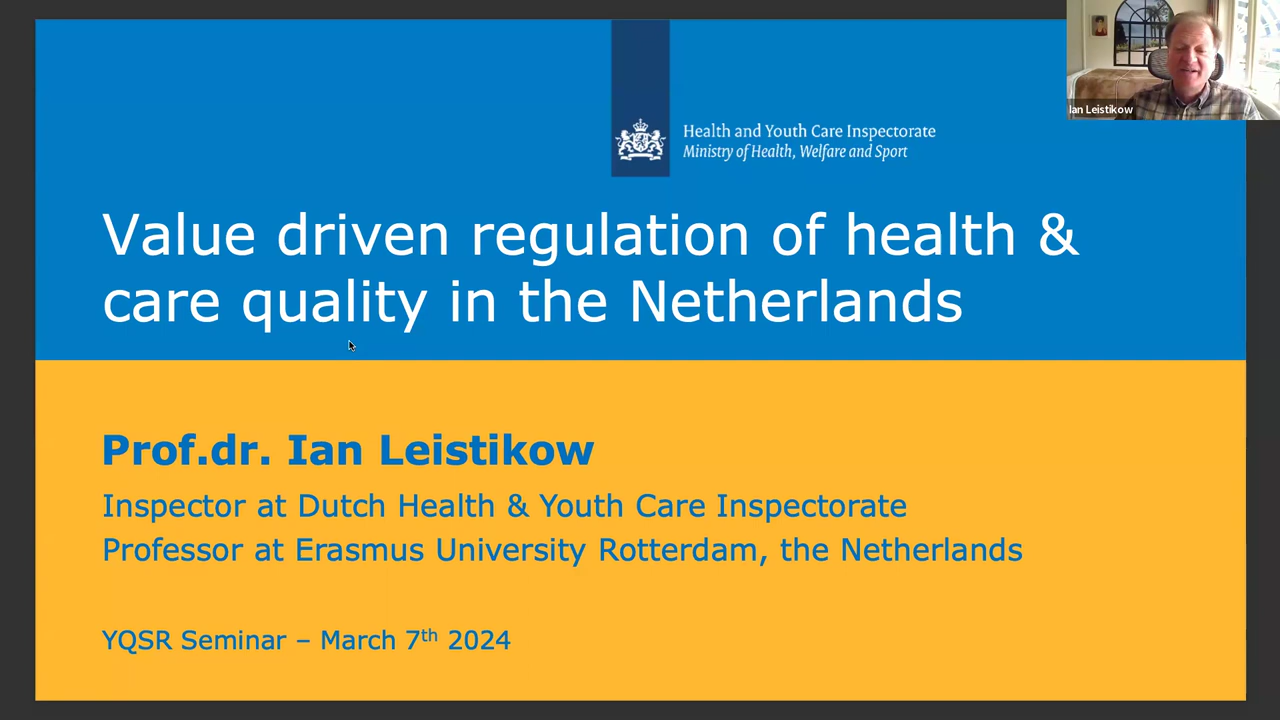 Ian Leistikow
Health and Youth Care Inspectorate
Ministry of Health, Welfare and Sport
Value driven regulation of health &
care quality in the Netherlands
Prof.dr. Ian Leistikow
Inspector at Dutch Health & Youth Care Inspectorate
Professor at Erasmus University Rotterdam, the Netherlands
YQSR Seminar – March 7th 2024